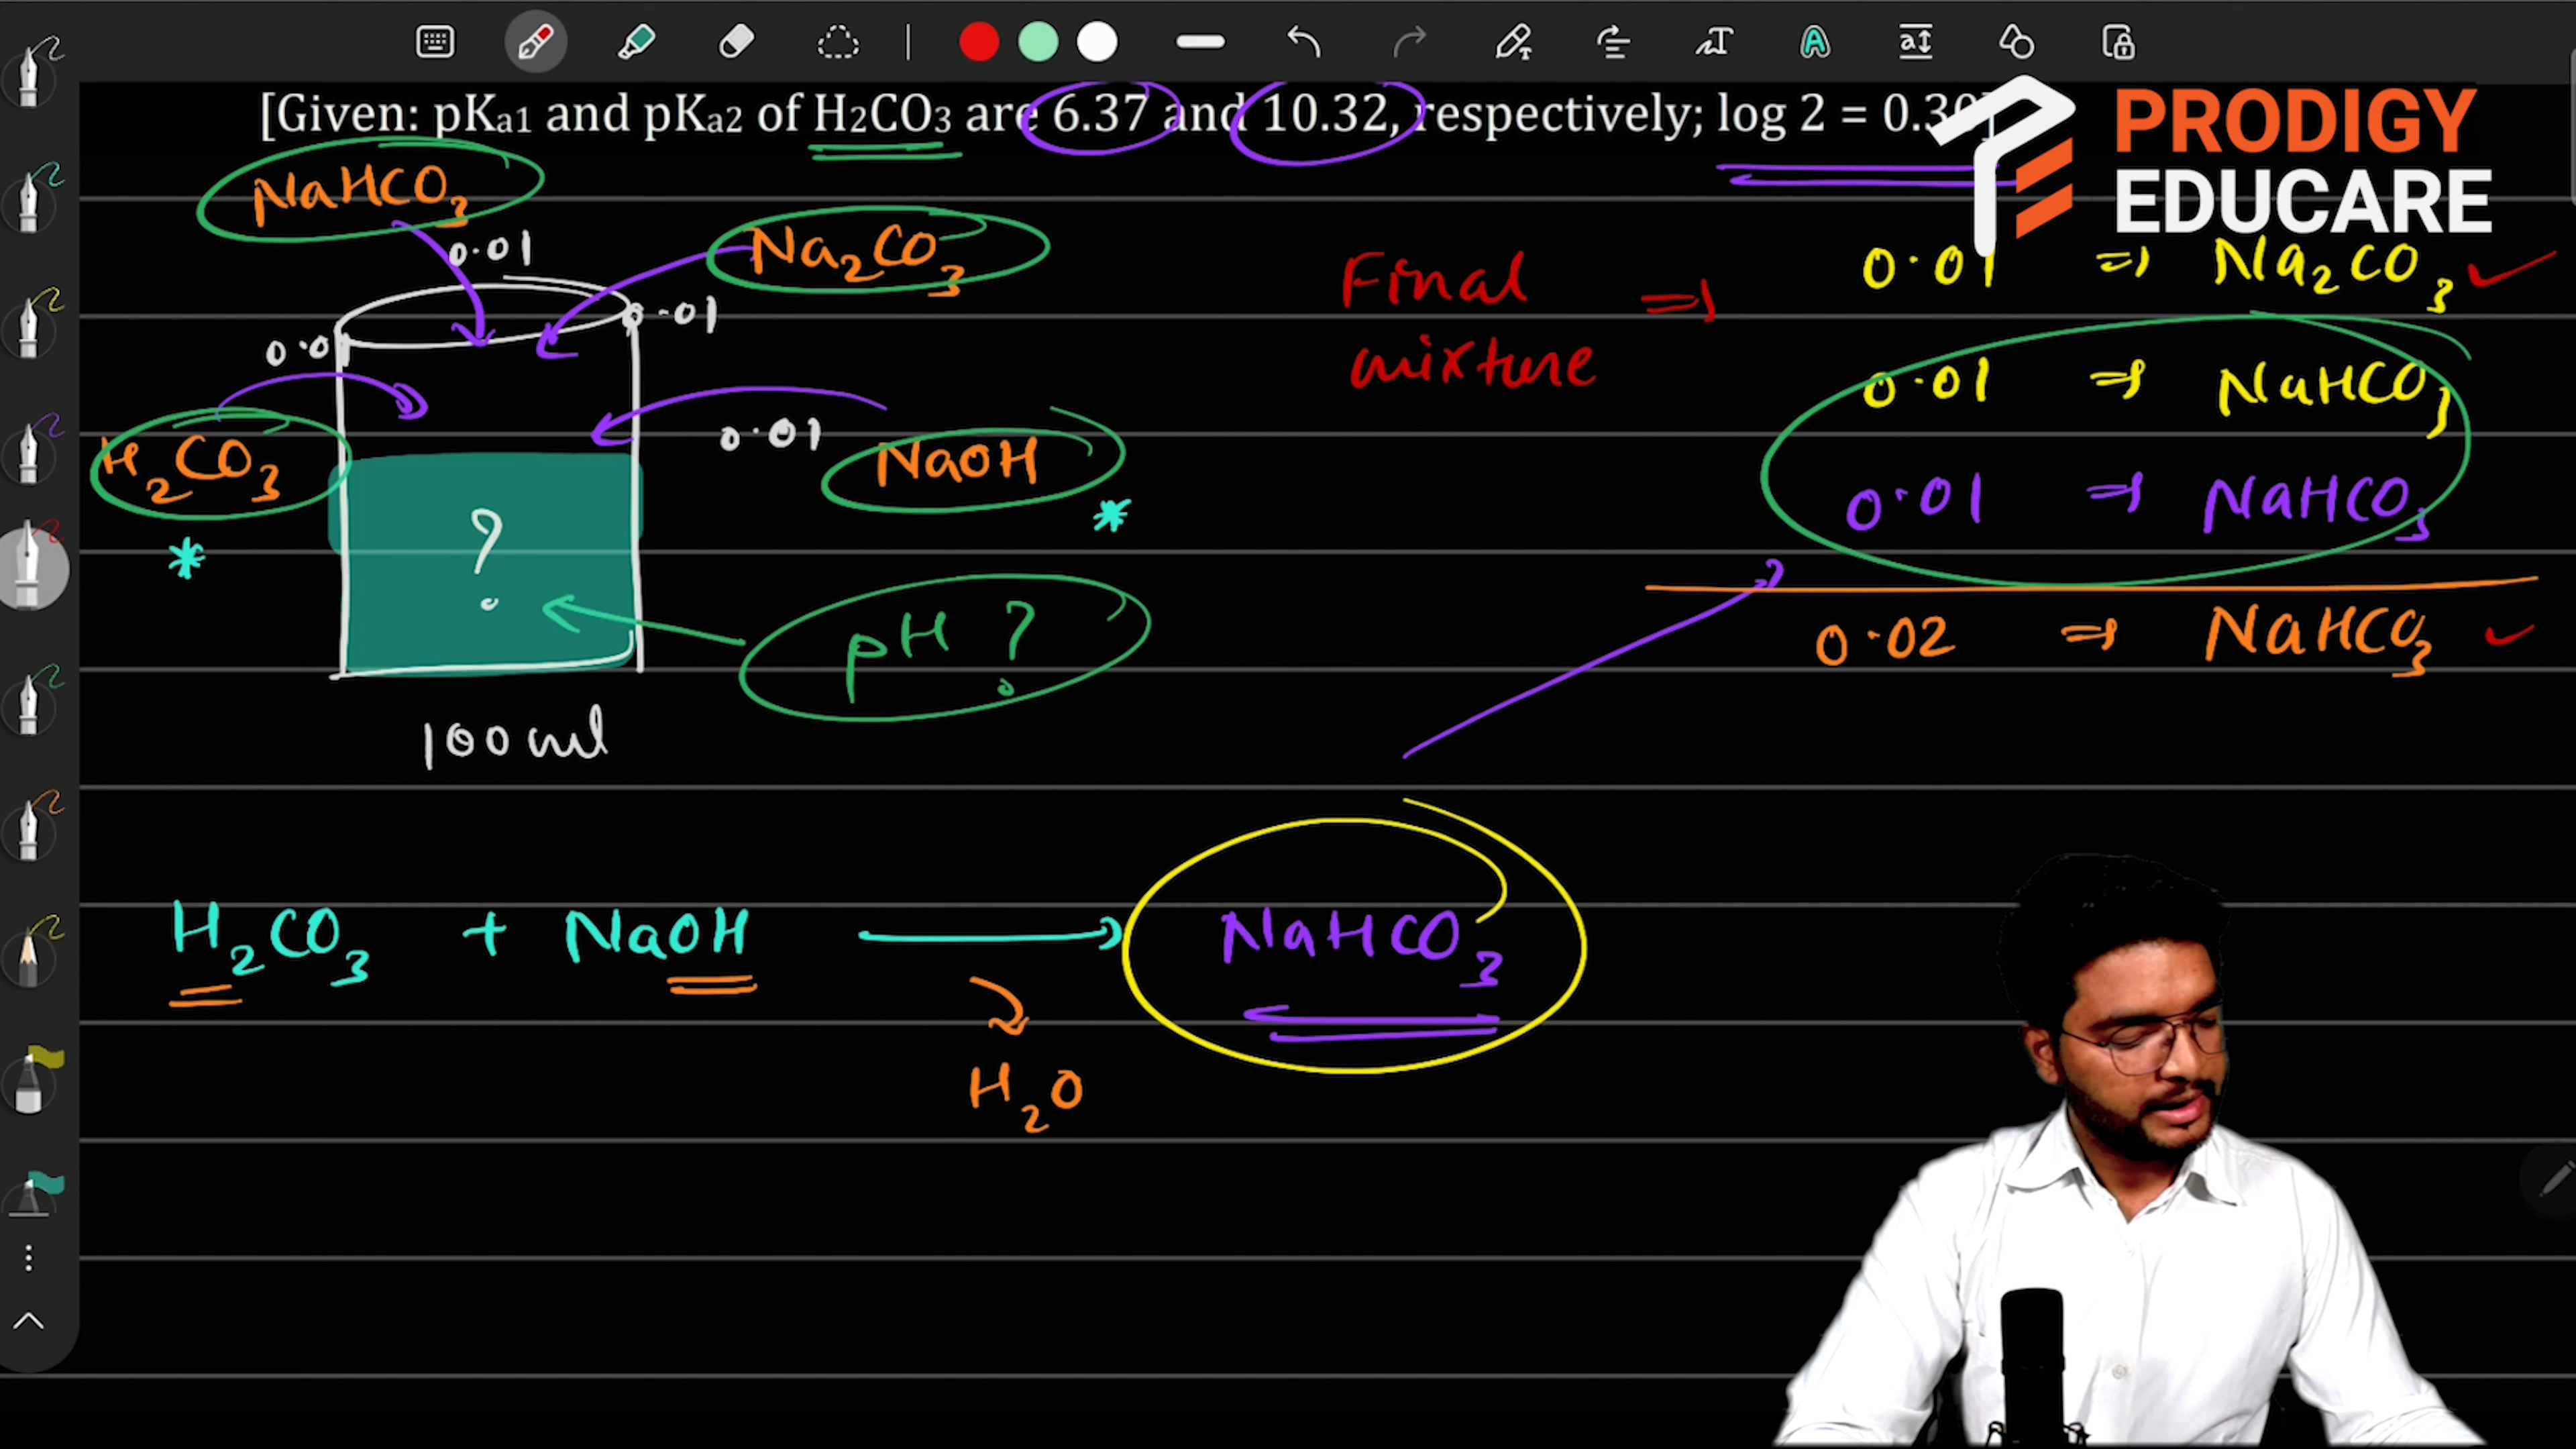 [Given: pKa1 and pKa2 of H2CO3 are 6.37 and 10.32, respectively; log 2 = 0.30]
PRODIGY
EDUCARE
NaHCO3
0.01
Na2CO3
0.01
0.01
H2CO3
0.01
NaOH
*
*
?
pH ?
100 ml
Final
mixture
⇒
0.01 ⇒ Na2CO3 ✓
0.01 ⇒ NaHCO3
0.01 ⇒ NaHCO3
0.02 ⇒ NaHCO3 ✓
H2CO3 + NaOH → NaHCO3
H2O